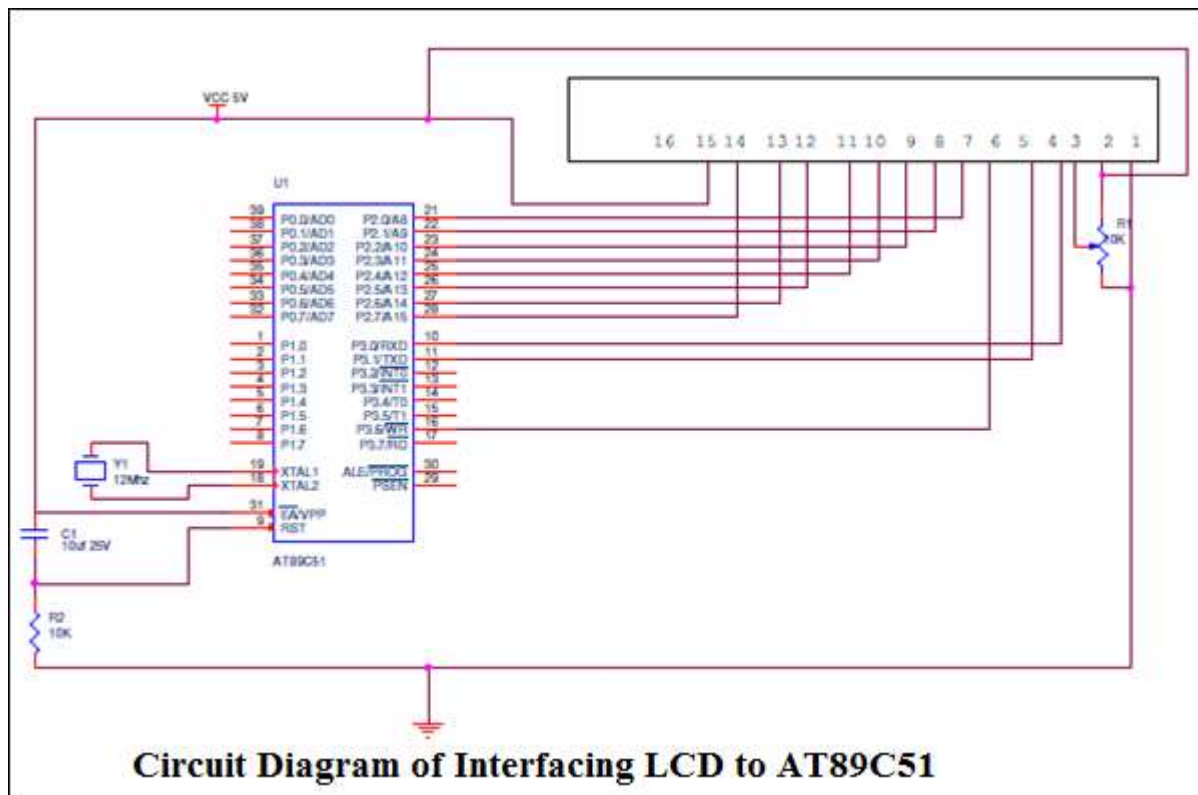 VCC 5V
16 15 14 13 12 11 10 9 8 7 6 5 4 3 2 1
U1
R1
10K
39 P0.0/AD0 P2.0/A8 21
38 P0.1/AD1 P2.1/A9 22
37 P0.2/AD2 P2.2/A10 23
36 P0.3/AD3 P2.3/A11 24
35 P0.4/AD4 P2.4/A12 25
34 P0.5/AD5 P2.5/A13 26
33 P0.6/AD6 P2.6/A14 27
32 P0.7/AD7 P2.7/A15 28
1 P1.0 P3.0/RXD 10
2 P1.1 P3.1/TXD 11
3 P1.2 P3.2/INT0 12
4 P1.3 P3.3/INT1 13
5 P1.4 P3.4/T0 14
6 P1.5 P3.5/T1 15
7 P1.6 P3.6/WR 16
8 P1.7 P3.7/RD 17
Y1
12Mhz
19 XTAL1 ALE/PROG 30
18 XTAL2 PSEN 29
31 EA/VPP
9 RST
C1
10uf 25V
AT89C51
R2
10K
Circuit Diagram of Interfacing LCD to AT89C51